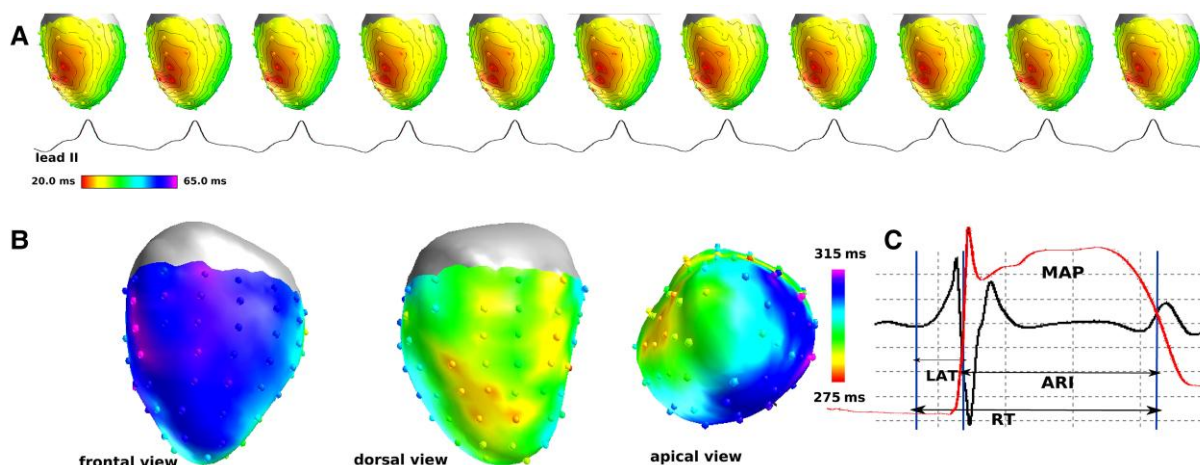 A
lead II
20.0 ms 65.0 ms
B
C
315 ms
MAP
LAT
ARI
275 ms
RT
frontal view
dorsal view
apical view